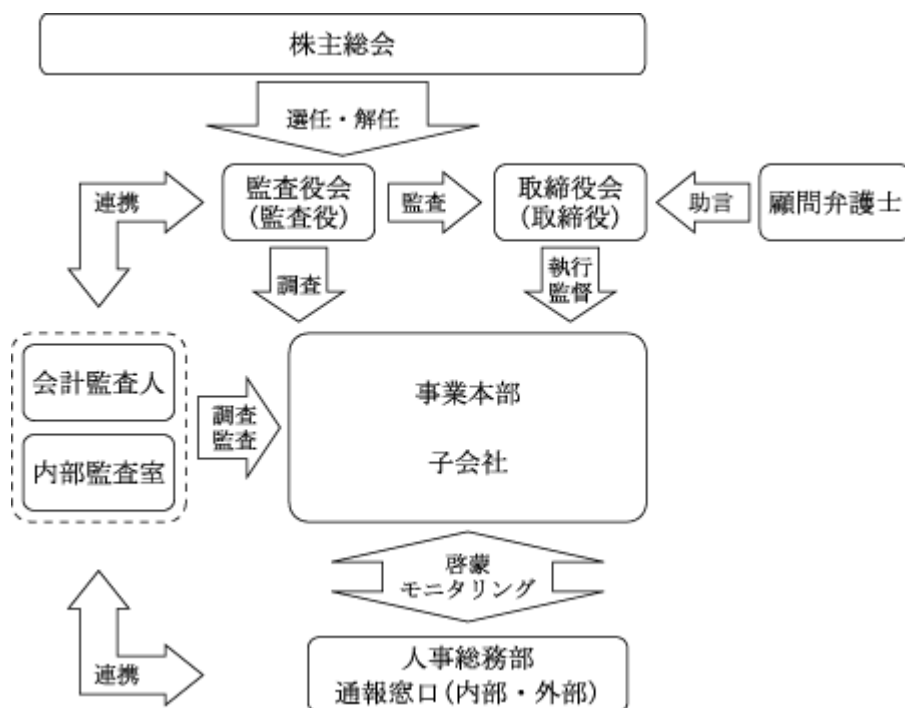 株主総会
選任・解任
連携
監査役会
(監査役)
監査
取締役会
(取締役)
助言
顧問弁護士
調査
執行
監督
会計監査人
内部監査室
調査
監査
事業本部
子会社
啓蒙
モニタリング
連携
人事総務部
通報窓口(内部・外部)